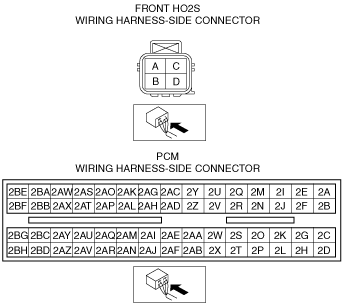 FRONT HO2S
WIRING HARNESS-SIDE CONNECTOR
A C
B D
PCM
WIRING HARNESS-SIDE CONNECTOR
2BE 2BA 2AW 2AS 2AO 2AK 2AG 2AC 2Y 2U 2Q 2M 2I 2E 2A
2BF 2BB 2AX 2AT 2AP 2AL 2AH 2AD 2Z 2V 2R 2N 2J 2F 2B
2BG 2BC 2AY 2AU 2AQ 2AM 2AI 2AE 2AA 2W 2S 2O 2K 2G 2C
2BH 2BD 2AZ 2AV 2AR 2AN 2AJ 2AF 2AB 2X 2T 2P 2L 2H 2D